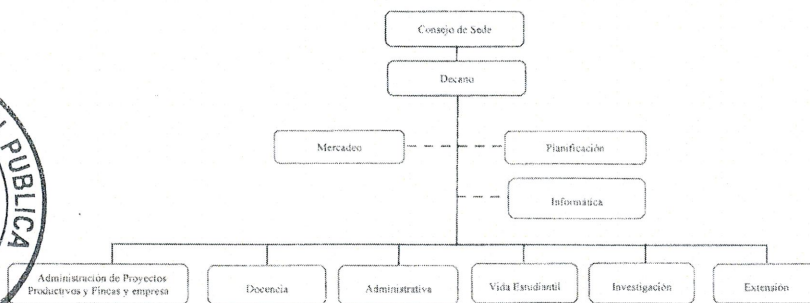 Consejo de Sede
Decano
Mercadeo
Planificación
Informática
PUBLICA
Administración de Proyectos
Productivos y Fincas y empresa
Docencia
Administrativa
Vida Estudiantil
Investigación
Extensión